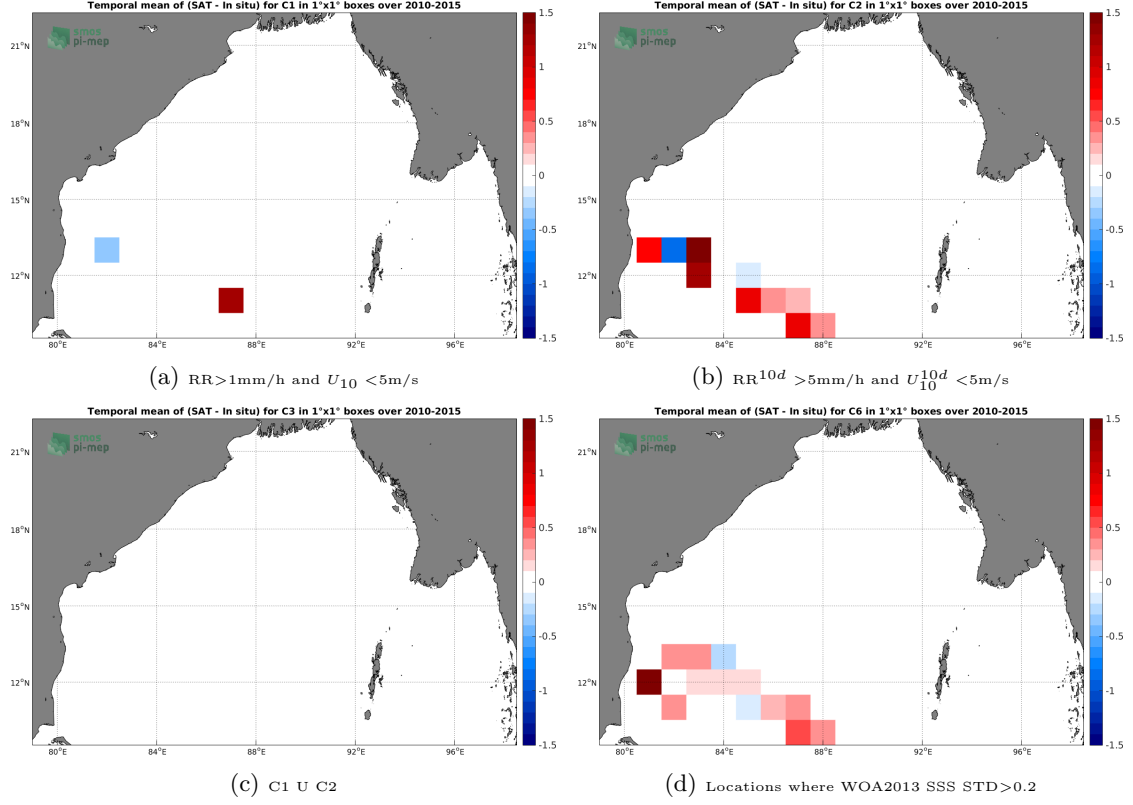 Temporal mean of (SAT - In situ) for C1 in 1°x1° boxes over 2010-2015
smos
pi-mep
21°N
18°N
15°N
12°N
80°E 84°E 88°E 92°E 96°E
1.5
1
0.5
0
-0.5
-1
-1.5
(a) RR>1mm/h and U10 <5m/s
Temporal mean of (SAT - In situ) for C2 in 1°x1° boxes over 2010-2015
smos
pi-mep
21°N
18°N
15°N
12°N
80°E 84°E 88°E 92°E 96°E
1.5
1
0.5
0
-0.5
-1
-1.5
(b) RR^10d >5mm/h and U10^10d <5m/s
Temporal mean of (SAT - In situ) for C3 in 1°x1° boxes over 2010-2015
smos
pi-mep
21°N
18°N
15°N
12°N
80°E 84°E 88°E 92°E 96°E
1.5
1
0.5
0
-0.5
-1
-1.5
(c) C1 U C2
Temporal mean of (SAT - In situ) for C6 in 1°x1° boxes over 2010-2015
smos
pi-mep
21°N
18°N
15°N
12°N
80°E 84°E 88°E 92°E 96°E
1.5
1
0.5
0
-0.5
-1
-1.5
(d) Locations where WOA2013 SSS STD>0.2